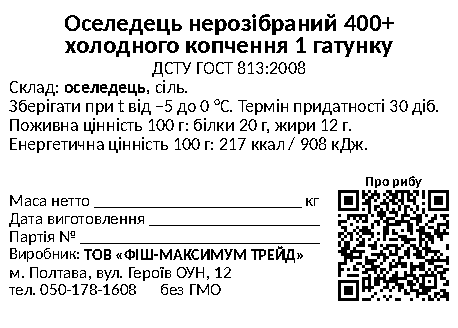 Оселедець нерозібраний 400+
холодного копчення 1 ґатунку
ДСТУ ГОСТ 813:2008
Склад: оселедець, сіль.
Зберігати при t від –5 до 0 °С. Термін придатності 30 діб.
Поживна цінність 100 г: білки 20 г, жири 12 г.
Енергетична цінність 100 г: 217 ккал / 908 кДж.
Про рибу
Маса нетто ____________________ кг
Дата виготовлення ____________________
Партія № ____________________
Виробник: ТОВ «ФІШ-МАКСИМУМ ТРЕЙД»
м. Полтава, вул. Героїв ОУН, 12
тел. 050-178-1608 без ГМО